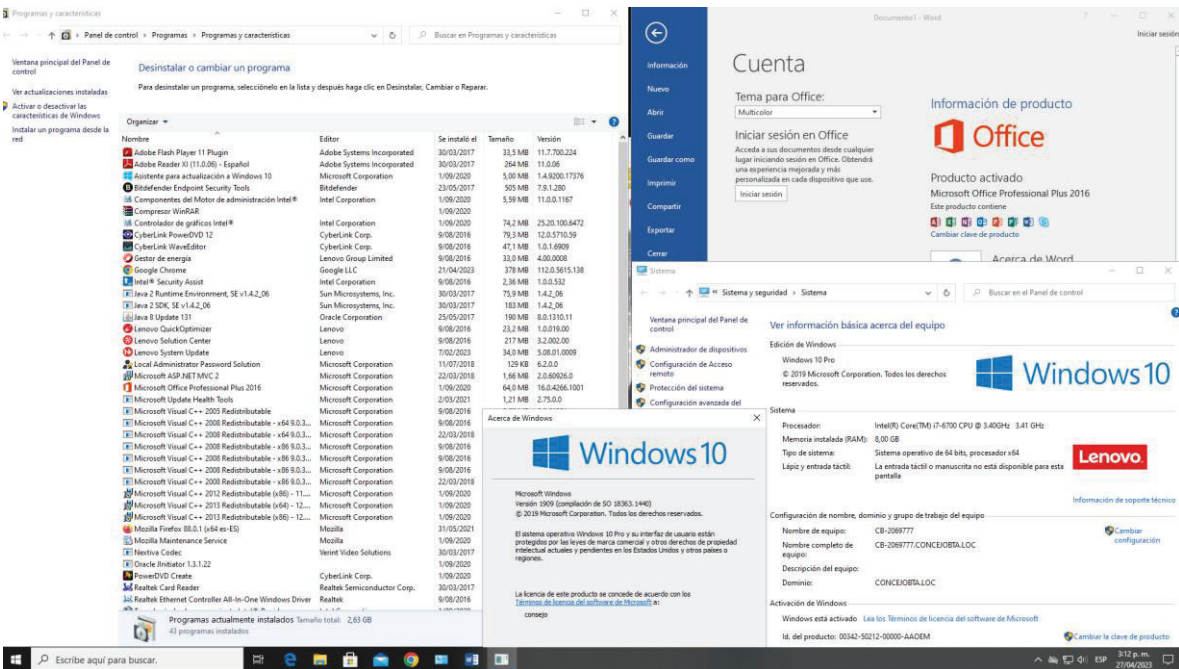 Programas y características
Panel de control › Programas › Programas y características
Buscar en Programas y características
Ventana principal del Panel de control
Ver actualizaciones instaladas
Activar o desactivar las características de Windows
Instalar un programa desde la red
Desinstalar o cambiar un programa
Para desinstalar un programa, selecciónelo en la lista y después haga clic en Desinstalar, Cambiar o Reparar.
Organizar
Nombre Editor Se instaló el Tamaño Versión
Adobe Flash Player 11 Plugin Adobe Systems Incorporated 30/03/2017 33,5 MB 11.7.700.224
Adobe Reader XI (11.0.06) - Español Adobe Systems Incorporated 30/03/2017 264 MB 11.0.06
Asistente para actualización a Windows 10 Microsoft Corporation 1/09/2020 5,00 MB 1.4.9200.17376
Bitdefender Endpoint Security Tools Bitdefender 23/05/2017 505 MB 7.9.1.280
Componentes del Motor de administración Intel® Intel Corporation 1/09/2020 5,59 MB 11.0.0.1167
Compresor WinRAR 1/09/2020
Controlador de gráficos Intel® Intel Corporation 1/09/2020 74,2 MB 25.20.100.6472
CyberLink PowerDVD 12 CyberLink Corp. 9/08/2016 79,3 MB 12.0.5710.59
CyberLink WaveEditor CyberLink Corp. 9/08/2016 47,1 MB 1.0.1.6909
Gestor de energía Lenovo Group Limited 9/08/2016 33,0 MB 4.00.0008
Google Chrome Google LLC 21/04/2023 378 MB 112.0.5615.138
Intel® Security Assist Intel Corporation 9/08/2016 2,36 MB 1.0.0.532
Java 2 Runtime Environment, SE v1.4.2_06 Sun Microsystems, Inc. 30/03/2017 75,9 MB 1.4.2_06
Java 2 SDK, SE v1.4.2_06 Sun Microsystems, Inc. 30/03/2017 183 MB 1.4.2_06
Java 8 Update 131 Oracle Corporation 25/05/2017 190 MB 8.0.1310.11
Lenovo QuickOptimizer Lenovo 9/08/2016 23,2 MB 1.0.019.00
Lenovo Solution Center Lenovo 9/08/2016 217 MB 3.2.002.00
Lenovo System Update Lenovo 7/02/2023 34,0 MB 5.08.01.0009
Local Administrator Password Solution Microsoft Corporation 11/07/2018 129 KB 6.2.0.0
Microsoft ASP.NET MVC 2 Microsoft Corporation 22/03/2018 1,66 MB 2.0.60926.0
Microsoft Office Professional Plus 2016 Microsoft Corporation 1/09/2020 64,0 MB 16.0.4266.1001
Microsoft Update Health Tools Microsoft Corporation 2/03/2021 1,21 MB 2.75.0.0
Microsoft Visual C++ 2005 Redistributable Microsoft Corporation 9/08/2016
Microsoft Visual C++ 2008 Redistributable - x64 9.0.3... Microsoft Corporation 9/08/2016
Microsoft Visual C++ 2008 Redistributable - x64 9.0.3... Microsoft Corporation 22/03/2018
Microsoft Visual C++ 2008 Redistributable - x86 9.0.3... Microsoft Corporation 9/08/2016
Microsoft Visual C++ 2008 Redistributable - x86 9.0.3... Microsoft Corporation 9/08/2016
Microsoft Visual C++ 2008 Redistributable - x86 9.0.3... Microsoft Corporation 9/08/2016
Microsoft Visual C++ 2008 Redistributable - x86 9.0.3... Microsoft Corporation 22/03/2018
Microsoft Visual C++ 2012 Redistributable (x86) - 11.... Microsoft Corporation 1/09/2020
Microsoft Visual C++ 2013 Redistributable (x64) - 12.... Microsoft Corporation 1/09/2020
Microsoft Visual C++ 2013 Redistributable (x86) - 12.... Microsoft Corporation 1/09/2020
Mozilla Firefox 88.0.1 (x64 es-ES) Mozilla 31/05/2021
Mozilla Maintenance Service Mozilla 1/09/2020
Nextiva Codec Verint Video Solutions 30/03/2017
Oracle JInitiator 1.3.1.22 1/09/2020
PowerDVD Create CyberLink Corp. 1/09/2020
Realtek Card Reader Realtek Semiconductor Corp. 30/03/2017
Realtek Ethernet Controller All-In-One Windows Driver Realtek 9/08/2016
Programas actualmente instalados Tamaño total: 2,63 GB
43 programas instalados
Documento1 - Word
Iniciar sesión
Información
Nuevo
Abrir
Guardar
Guardar como
Imprimir
Compartir
Exportar
Cerrar
Cuenta
Tema para Office:
Multicolor
Iniciar sesión en Office
Acceda a sus documentos desde cualquier
lugar iniciando sesión en Office. Obtendrá
una experiencia mejorada y más
personalizada en cada dispositivo que use.
Iniciar sesión
Información de producto
Office
Producto activado
Microsoft Office Professional Plus 2016
Este producto contiene
Cambiar clave de producto
Acerca de Word
Sistema
« Sistema y seguridad › Sistema
Buscar en el Panel de control
Ventana principal del Panel de control
Administrador de dispositivos
Configuración de Acceso remoto
Protección del sistema
Configuración avanzada del
Ver información básica acerca del equipo
Edición de Windows
Windows 10 Pro
© 2019 Microsoft Corporation. Todos los derechos
reservados.
Windows 10
Sistema
Procesador: Intel(R) Core(TM) i7-6700 CPU @ 3.40GHz 3.41 GHz
Memoria instalada (RAM): 8,00 GB
Tipo de sistema: Sistema operativo de 64 bits, procesador x64
Lápiz y entrada táctil: La entrada táctil o manuscrita no está disponible para esta
pantalla
Lenovo
Información de soporte técnico
Configuración de nombre, dominio y grupo de trabajo del equipo
Nombre de equipo: CB-2069777
Cambiar configuración
Nombre completo de equipo: CB-2069777.CONCEJOBTA.LOC
Descripción del equipo:
Dominio: CONCEJOBTA.LOC
Activación de Windows
Windows está activado Lea los Términos de licencia del software de Microsoft
Id. del producto: 00342-50212-00000-AAOEM
Cambiar la clave de producto
Acerca de Windows
Windows 10
Microsoft Windows
Versión 1909 (compilación de SO 18363.1440)
© 2019 Microsoft Corporation. Todos los derechos reservados.
El sistema operativo Windows 10 Pro y su interfaz de usuario están
protegidos por las leyes de marca comercial y otros derechos de propiedad
intelectual actuales y pendientes en los Estados Unidos y otros países o
regiones.
La licencia de este producto se concede de acuerdo con los
Términos de licencia del software de Microsoft a:
consejo
Escribe aquí para buscar.
ESP
3:12 p. m.
27/04/2023